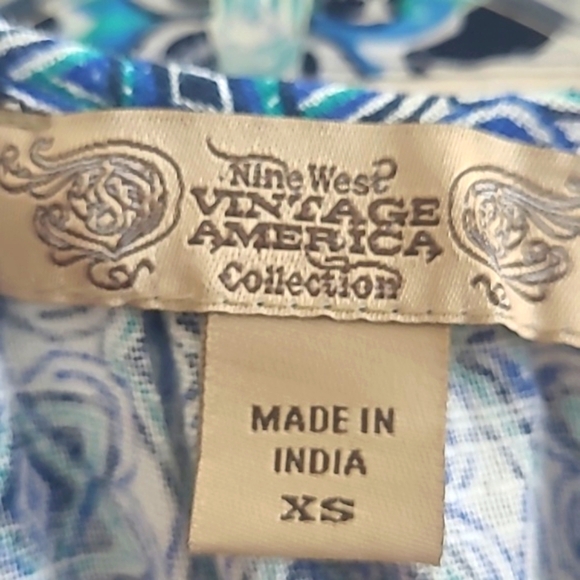 Nine West
VINTAGE
AMERICA
Collection
MADE IN
INDIA
XS